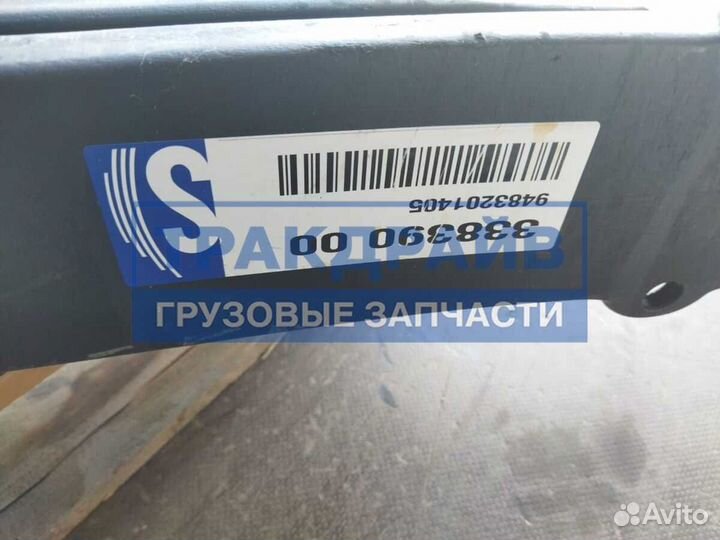 9483201405
338390 00
ТРАКДРАЙВ
ГРУЗОВЫЕ ЗАПЧАСТИ
Avito